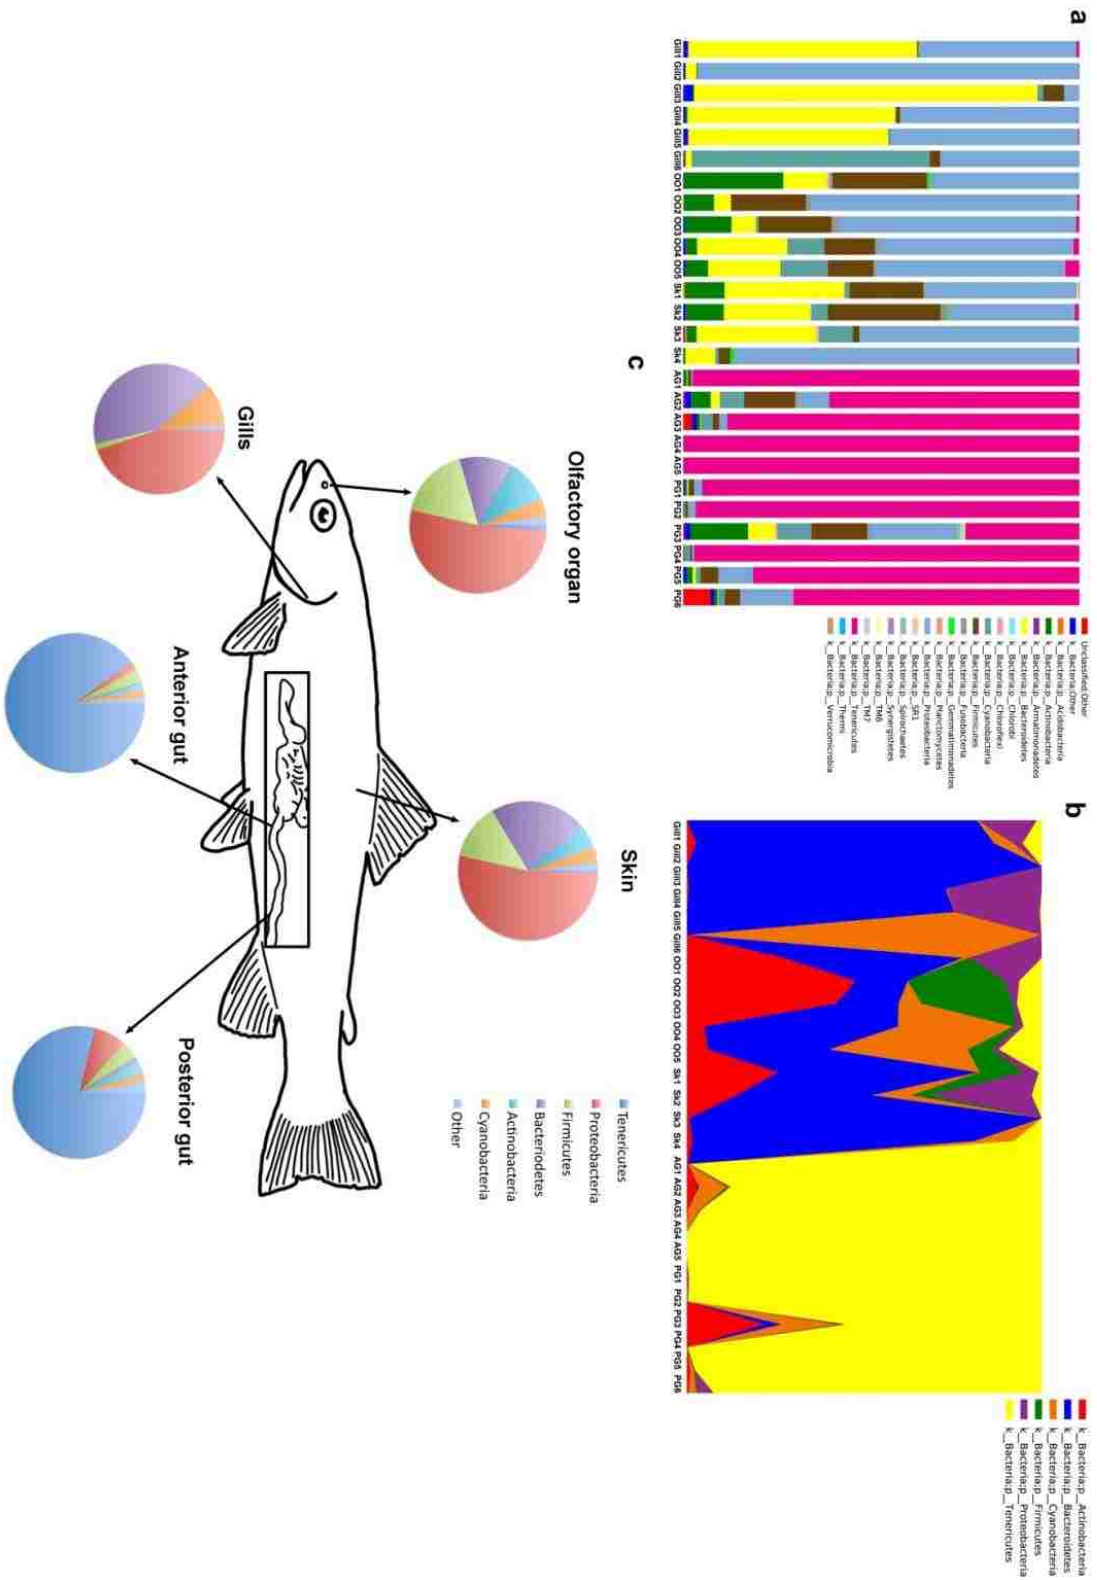 a
Gill1
Gill2
Gill3
Gill4
Gill5
Gill6
OO1
OO2
OO3
OO4
OO5
Sk1
Sk2
Sk3
Sk4
AG1
AG2
AG3
AG4
AG5
PG1
PG2
PG3
PG4
PG5
PG6
Unclassified;Other
k__Bacteria;Other
k__Bacteria;p__Acidobacteria
k__Bacteria;p__Actinobacteria
k__Bacteria;p__Armatimonadetes
k__Bacteria;p__Bacteroidetes
k__Bacteria;p__Chlorobi
k__Bacteria;p__Chloroflexi
k__Bacteria;p__Cyanobacteria
k__Bacteria;p__Firmicutes
k__Bacteria;p__Fusobacteria
k__Bacteria;p__Gemmatimonadetes
k__Bacteria;p__Planctomycetes
k__Bacteria;p__Proteobacteria
k__Bacteria;p__SR1
k__Bacteria;p__Spirochaetes
k__Bacteria;p__Synergistetes
k__Bacteria;p__TM6
k__Bacteria;p__TM7
k__Bacteria;p__Tenericutes
k__Bacteria;p__Thermi
k__Bacteria;p__Verrucomicrobia
b
Gill1
Gill2
Gill3
Gill4
Gill5
Gill6
OO1
OO2
OO3
OO4
OO5
Sk1
Sk2
Sk3
Sk4
AG1
AG2
AG3
AG4
AG5
PG1
PG2
PG3
PG4
PG5
PG6
k__Bacteria;p__Actinobacteria
k__Bacteria;p__Bacteroidetes
k__Bacteria;p__Cyanobacteria
k__Bacteria;p__Firmicutes
k__Bacteria;p__Proteobacteria
k__Bacteria;p__Tenericutes
c
Olfactory organ
Skin
Gills
Anterior gut
Posterior gut
Tenericutes
Proteobacteria
Firmicutes
Bacteriodetes
Actinobacteria
Cyanobacteria
Other